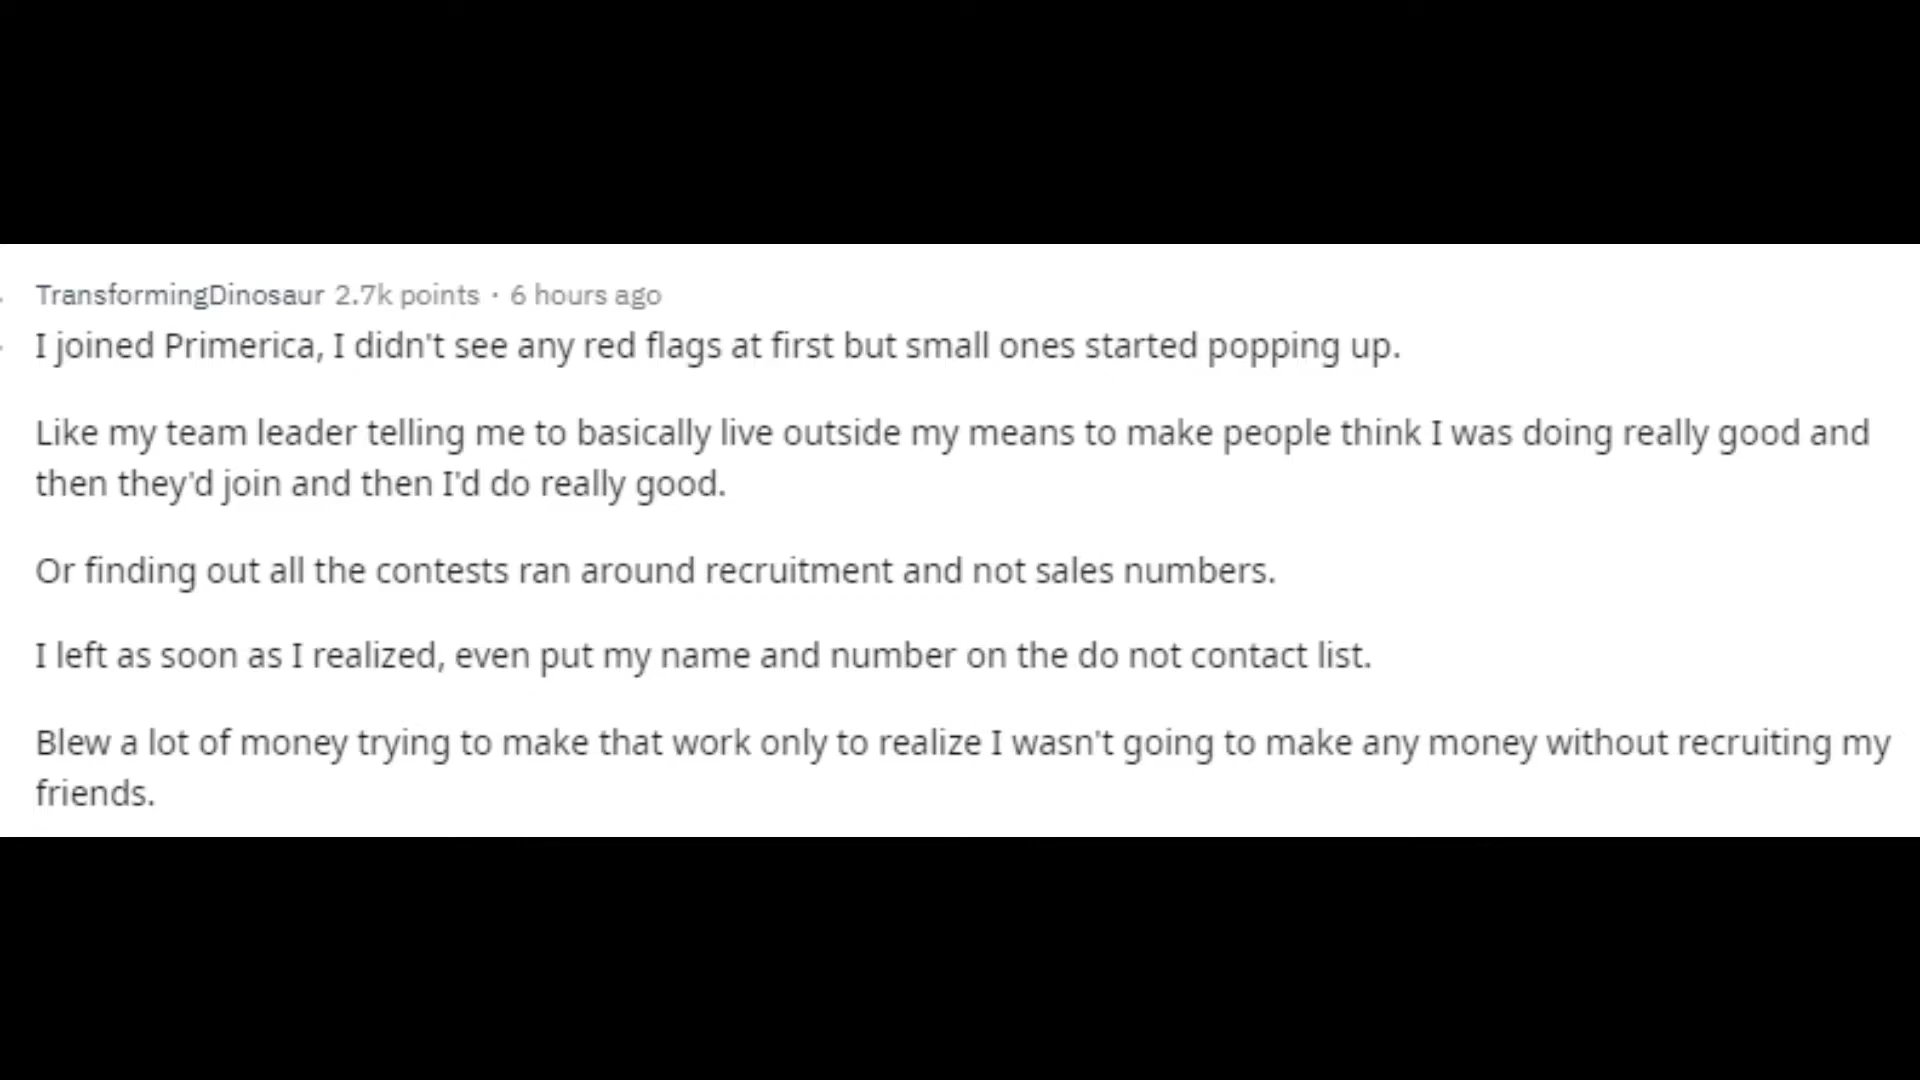 TransformingDinosaur 2.7k points · 6 hours ago
I joined Primerica, I didn't see any red flags at first but small ones started popping up.
Like my team leader telling me to basically live outside my means to make people think I was doing really good and
then they'd join and then I'd do really good.
Or finding out all the contests ran around recruitment and not sales numbers.
I left as soon as I realized, even put my name and number on the do not contact list.
Blew a lot of money trying to make that work only to realize I wasn't going to make any money without recruiting my
friends.